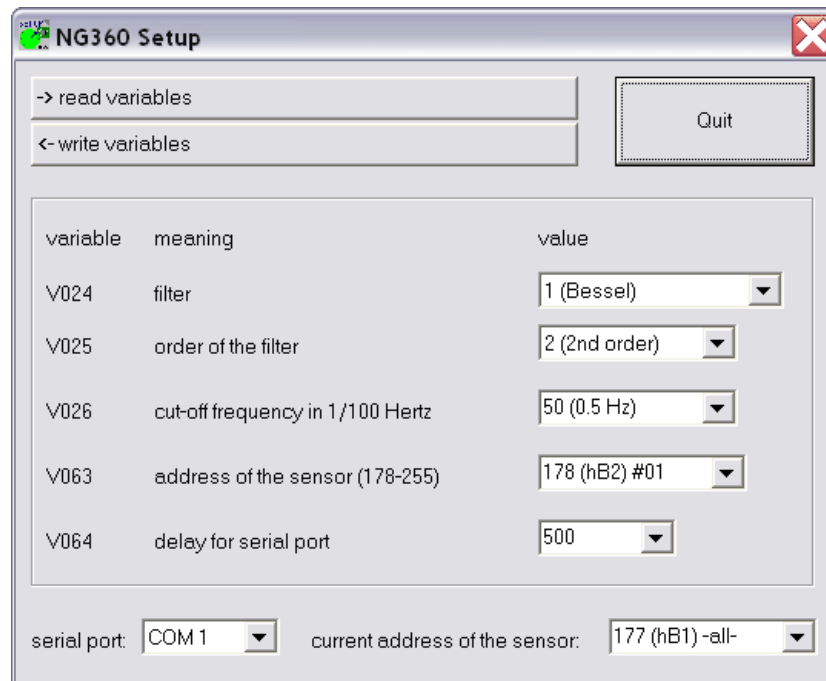 NG360 Setup
-> read variables
<- write variables
Quit
variable meaning value
V024 filter 1 (Bessel)
V025 order of the filter 2 (2nd order)
V026 cut-off frequency in 1/100 Hertz 50 (0.5 Hz)
V063 address of the sensor (178-255) 178 (hB2) #01
V064 delay for serial port 500
serial port: COM 1 current address of the sensor: 177 (hB1) -all-